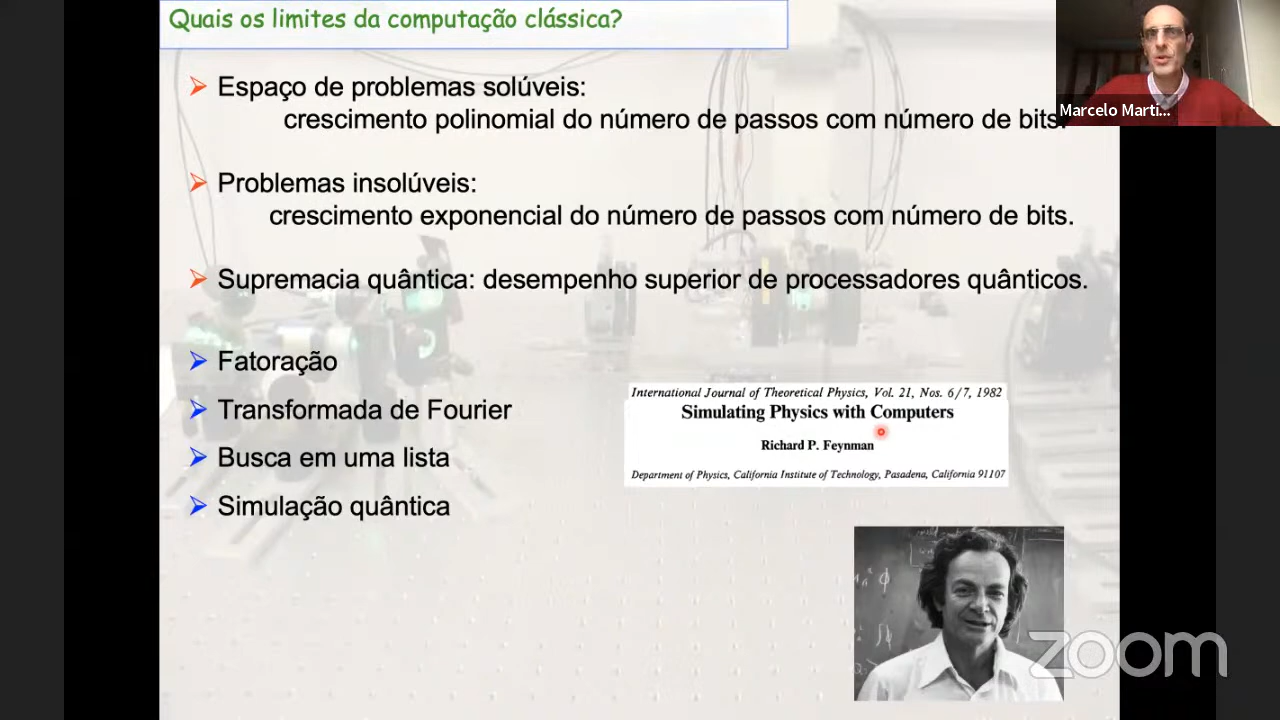 Quais os limites da computação clássica?
Marcelo Martí...
Espaço de problemas solúveis:
crescimento polinomial do número de passos com número de bits.
Problemas insolúveis:
crescimento exponencial do número de passos com número de bits.
Supremacia quântica: desempenho superior de processadores quânticos.
Fatoração
Transformada de Fourier
Busca em uma lista
Simulação quântica
International Journal of Theoretical Physics, Vol. 21, Nos. 6/7, 1982
Simulating Physics with Computers
Richard P. Feynman
Department of Physics, California Institute of Technology, Pasadena, California 91107
zoom